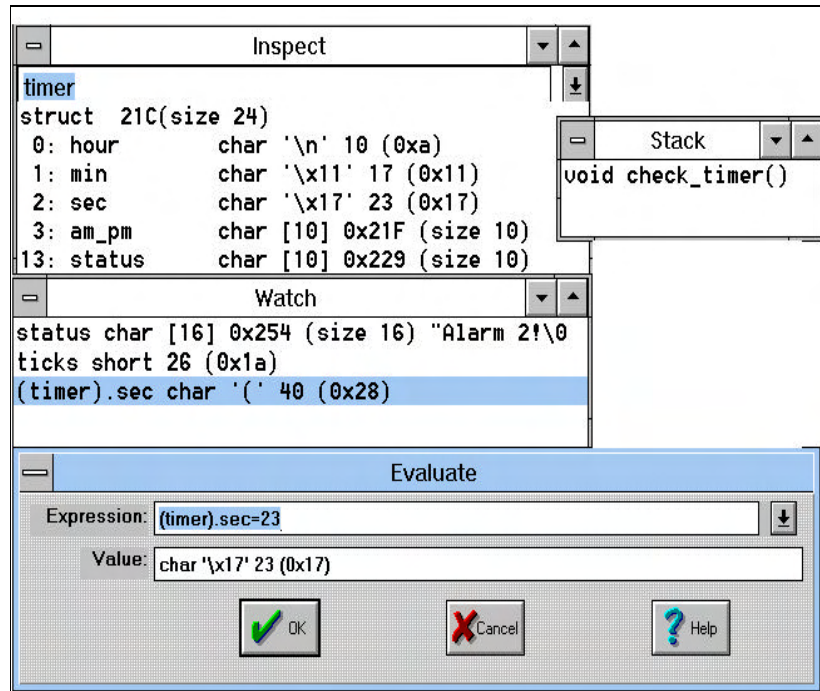 Inspect
timer
struct 21C(size 24)
0: hour char '\n' 10 (0xa)
1: min char '\x11' 17 (0x11)
2: sec char '\x17' 23 (0x17)
3: am_pm char [10] 0x21F (size 10)
13: status char [10] 0x229 (size 10)
Stack
void check_timer()
Watch
status char [16] 0x254 (size 16) "Alarm 2!\0
ticks short 26 (0x1a)
(timer).sec char '(' 40 (0x28)
Evaluate
Expression: (timer).sec=23
Value: char '\x17' 23 (0x17)
OK Cancel Help